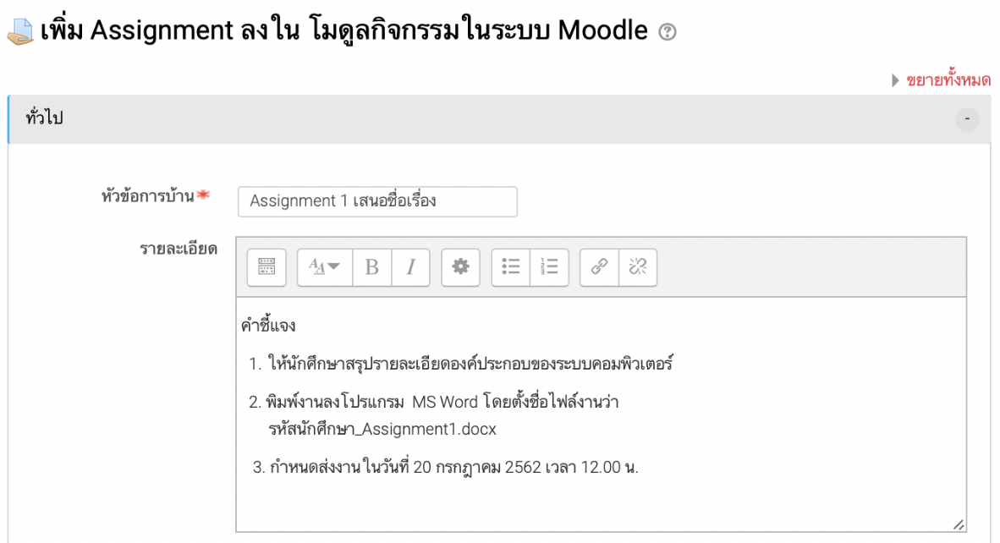 เพิ่ม Assignment ลงใน โมดูลกิจกรรมในระบบ Moodle ?
ขยายทั้งหมด
ทั่วไป -
หัวข้อการบ้าน* Assignment 1 เสนอชื่อเรื่อง
รายละเอียด
คำชี้แจง
1. ให้นักศึกษาสรุปรายละเอียดองค์ประกอบของระบบคอมพิวเตอร์
2. พิมพ์งานลงโปรแกรม MS Word โดยตั้งชื่อไฟล์งานว่า
รหัสนักศึกษา_Assignment1.docx
3. กำหนดส่งงาน ในวันที่ 20 กรกฎาคม 2562 เวลา 12.00 น.